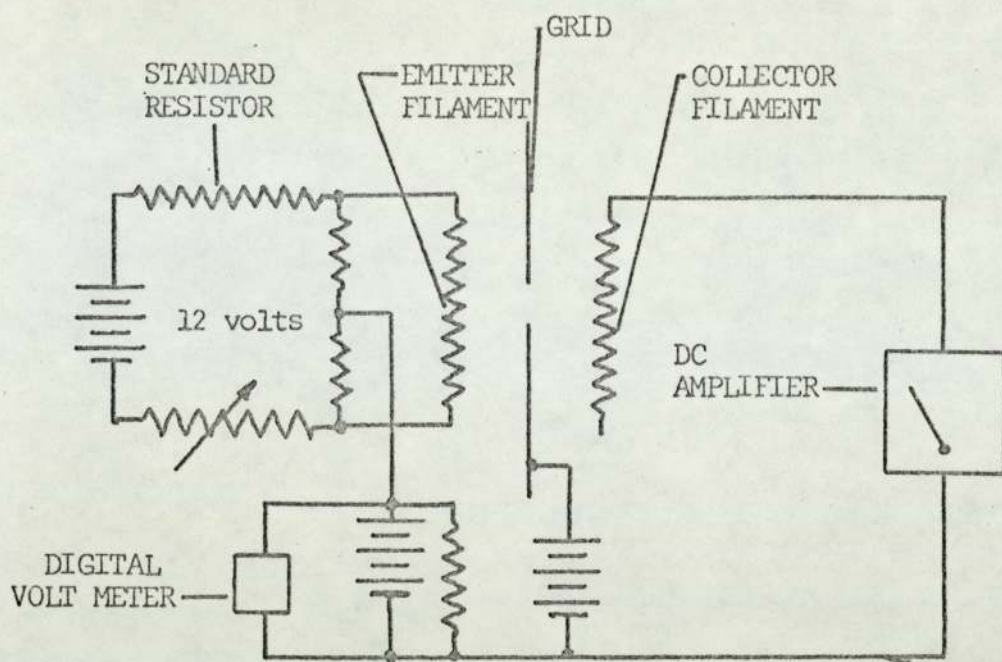 GRID
STANDARD
RESISTOR
EMITTER
FILAMENT
COLLECTOR
FILAMENT
12 volts
DC
AMPLIFIER
DIGITAL
VOLT METER